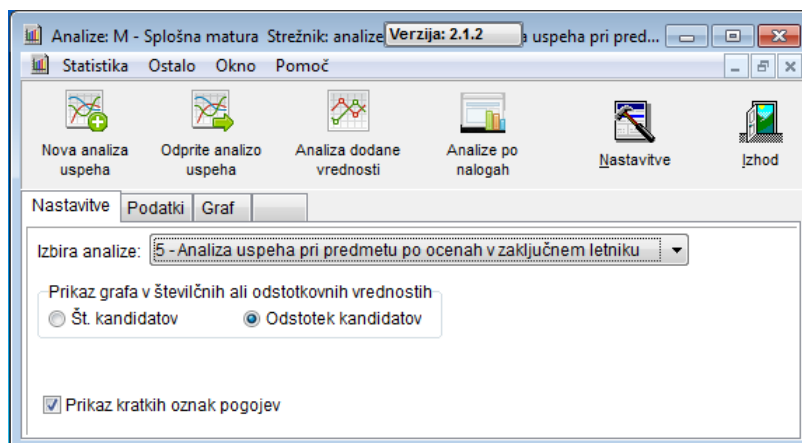 Analize: M - Splošna matura Strežnik: analize Verzija: 2.1.2 a uspeha pri pred...
Statistika Ostalo Okno Pomoč
Nova analiza uspeha
Odprite analizo uspeha
Analiza dodane vrednosti
Analize po nalogah
Nastavitve
Izhod
Nastavitve Podatki Graf
Izbira analize: 5 - Analiza uspeha pri predmetu po ocenah v zaključnem letniku
Prikaz grafa v številčnih ali odstotkovnih vrednostih
Št. kandidatov Odstotek kandidatov
Prikaz kratkih oznak pogojev